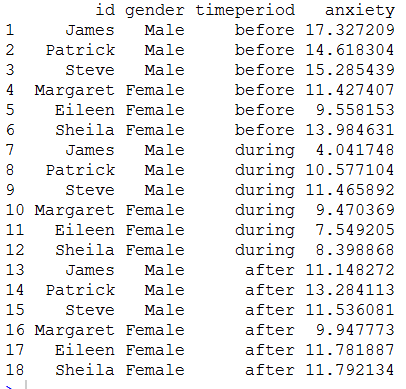 id gender timeperiod anxiety
1 James Male before 17.327209
2 Patrick Male before 14.618304
3 Steve Male before 15.285439
4 Margaret Female before 11.427407
5 Eileen Female before 9.558153
6 Sheila Female before 13.984631
7 James Male during 4.041748
8 Patrick Male during 10.577104
9 Steve Male during 11.465892
10 Margaret Female during 9.470369
11 Eileen Female during 7.549205
12 Sheila Female during 8.398868
13 James Male after 11.148272
14 Patrick Male after 13.284113
15 Steve Male after 11.536081
16 Margaret Female after 9.947773
17 Eileen Female after 11.781887
18 Sheila Female after 11.792134
>